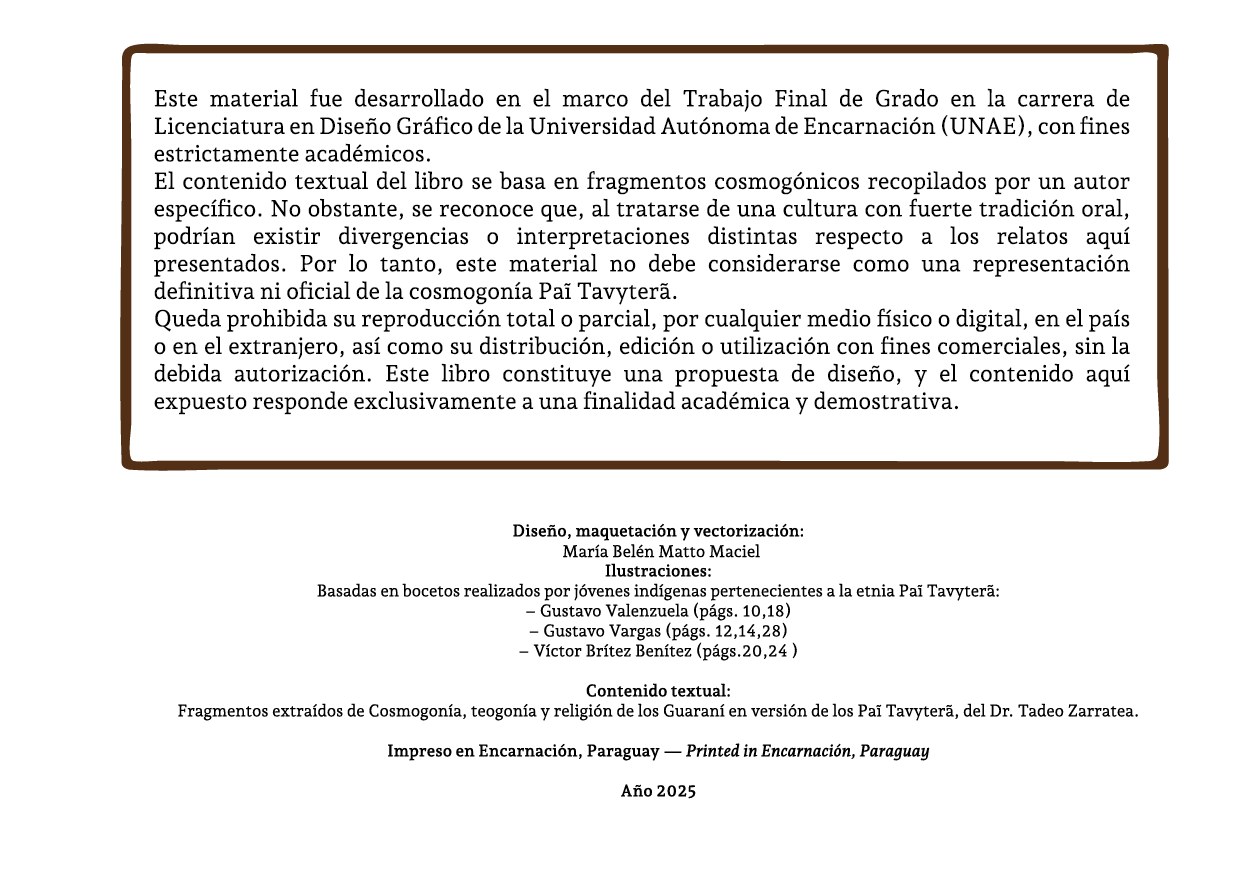 Este material fue desarrollado en el marco del Trabajo Final de Grado en la carrera de
Licenciatura en Diseño Gráfico de la Universidad Autónoma de Encarnación (UNAE), con fines
estrictamente académicos.
El contenido textual del libro se basa en fragmentos cosmogónicos recopilados por un autor
específico. No obstante, se reconoce que, al tratarse de una cultura con fuerte tradición oral,
podrían existir divergencias o interpretaciones distintas respecto a los relatos aquí
presentados. Por lo tanto, este material no debe considerarse como una representación
definitiva ni oficial de la cosmogonía Paĩ Tavyterã.
Queda prohibida su reproducción total o parcial, por cualquier medio físico o digital, en el país
o en el extranjero, así como su distribución, edición o utilización con fines comerciales, sin la
debida autorización. Este libro constituye una propuesta de diseño, y el contenido aquí
expuesto responde exclusivamente a una finalidad académica y demostrativa.
Diseño, maquetación y vectorización:
María Belén Matto Maciel
Ilustraciones:
Basadas en bocetos realizados por jóvenes indígenas pertenecientes a la etnia Paĩ Tavyterã:
– Gustavo Valenzuela (págs. 10,18)
– Gustavo Vargas (págs. 12,14,28)
– Víctor Brítez Benítez (págs.20,24 )
Contenido textual:
Fragmentos extraídos de Cosmogonía, teogonía y religión de los Guaraní en versión de los Paĩ Tavyterã, del Dr. Tadeo Zarratea.
Impreso en Encarnación, Paraguay — Printed in Encarnación, Paraguay
Año 2025